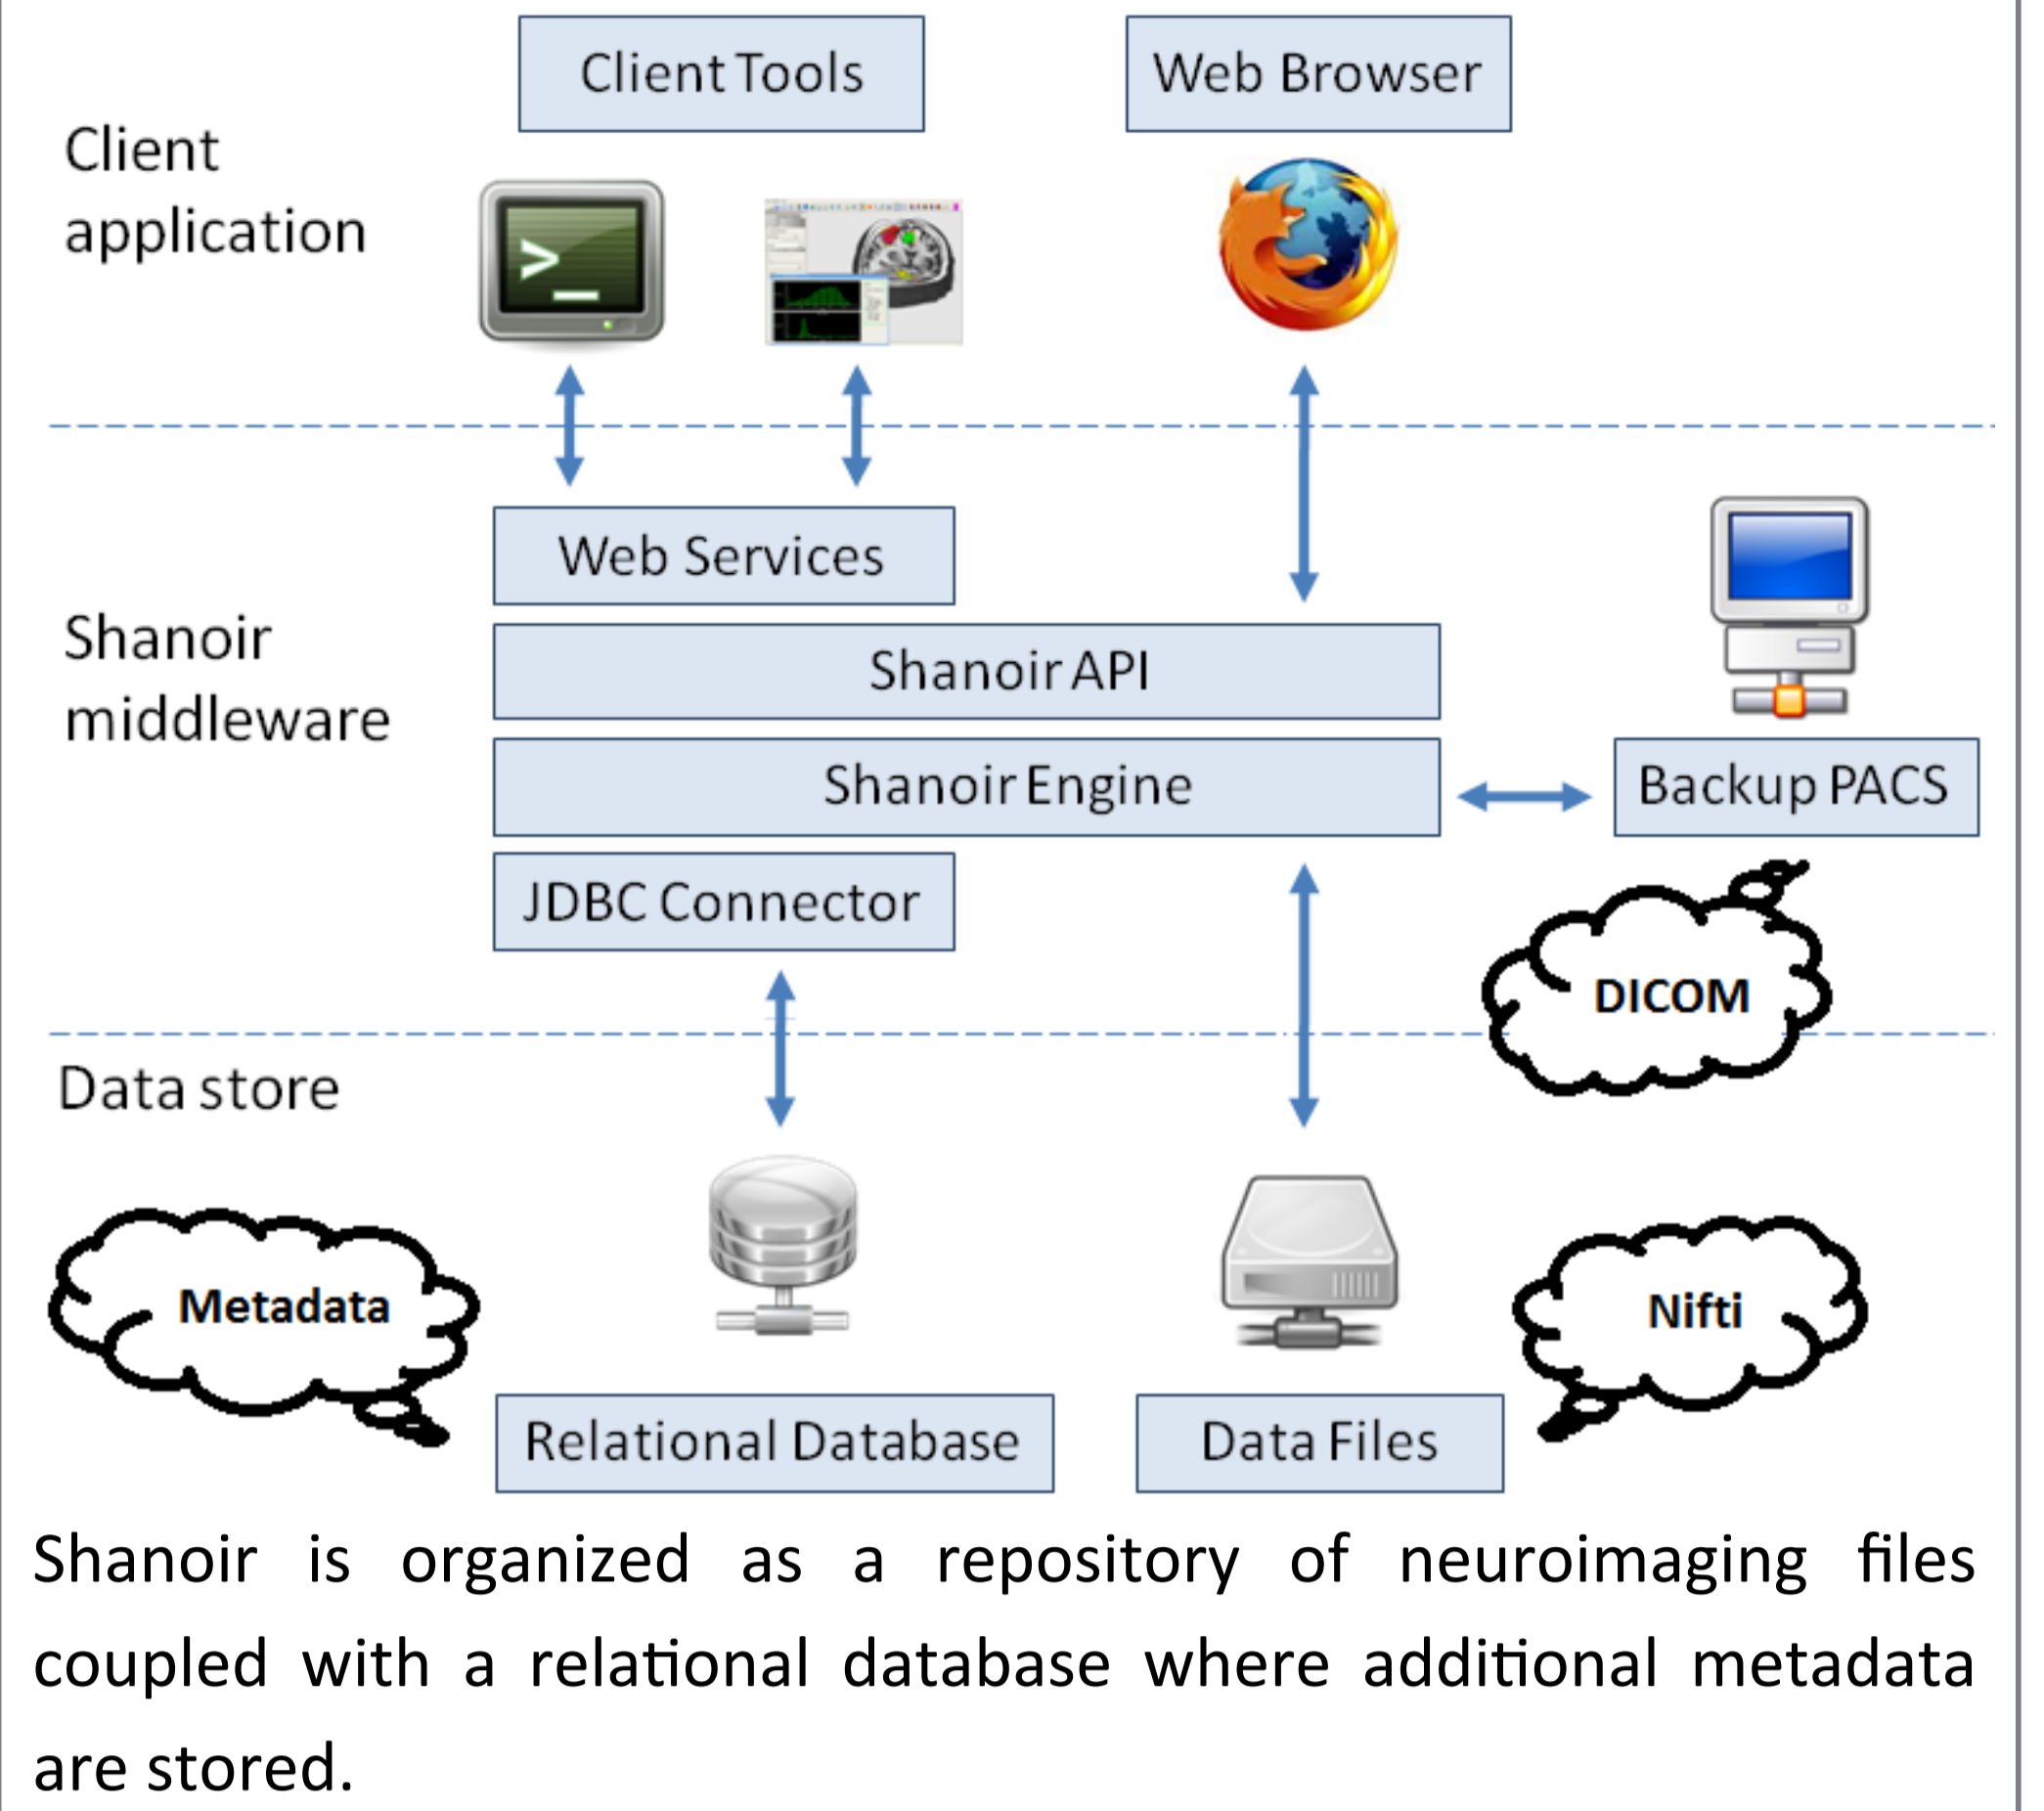 Client Tools
Web Browser
Client
application
Web Services
Shanoir
middleware
Shanoir API
Shanoir Engine
Backup PACS
JDBC Connector
DICOM
Data store
Metadata
Nifti
Relational Database
Data Files
Shanoir is organized as a repository of neuroimaging files
coupled with a relational database where additional metadata
are stored.